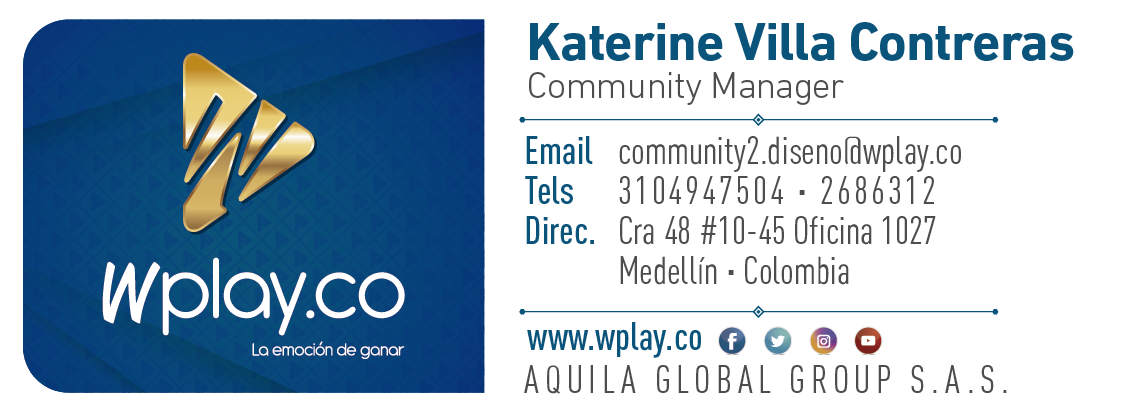 Wplay.co
La emoción de ganar
Katerine Villa Contreras
Community Manager
Email community2.diseno@wplay.co
Tels 3104947504 · 2686312
Direc. Cra 48 #10-45 Oficina 1027
Medellín · Colombia
www.wplay.co
AQUILA GLOBAL GROUP S.A.S.